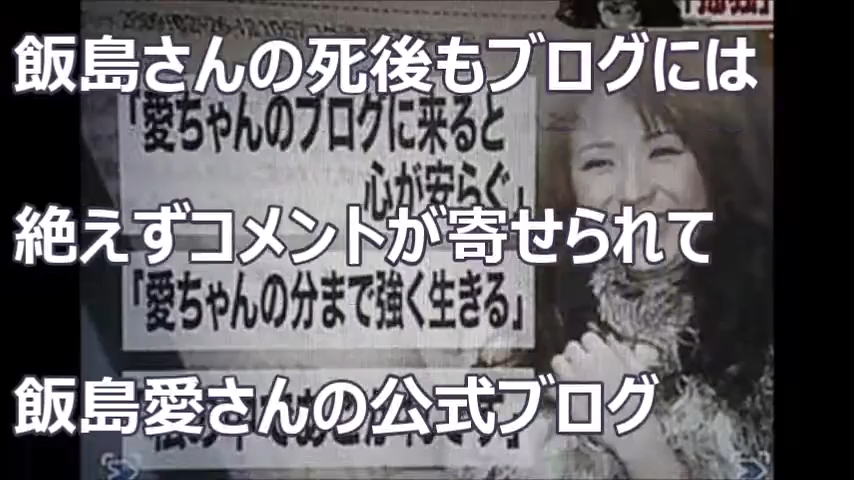 飯島さんの死後もブログには
「愛ちゃんのブログに来ると
心が安らぐ」
絶えずコメントが寄せられて
「愛ちゃんの分まで強く生きる」
飯島愛さんの公式ブログ